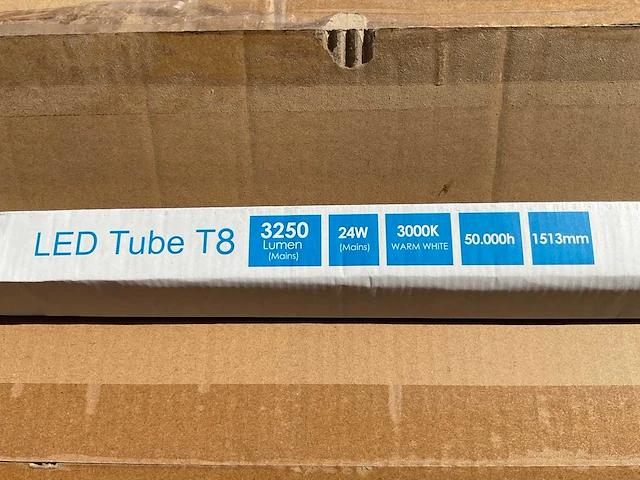 LED Tube T8
3250
Lumen
(Mains)
24W
(Mains)
3000K
WARM WHITE
50.000h
1513mm